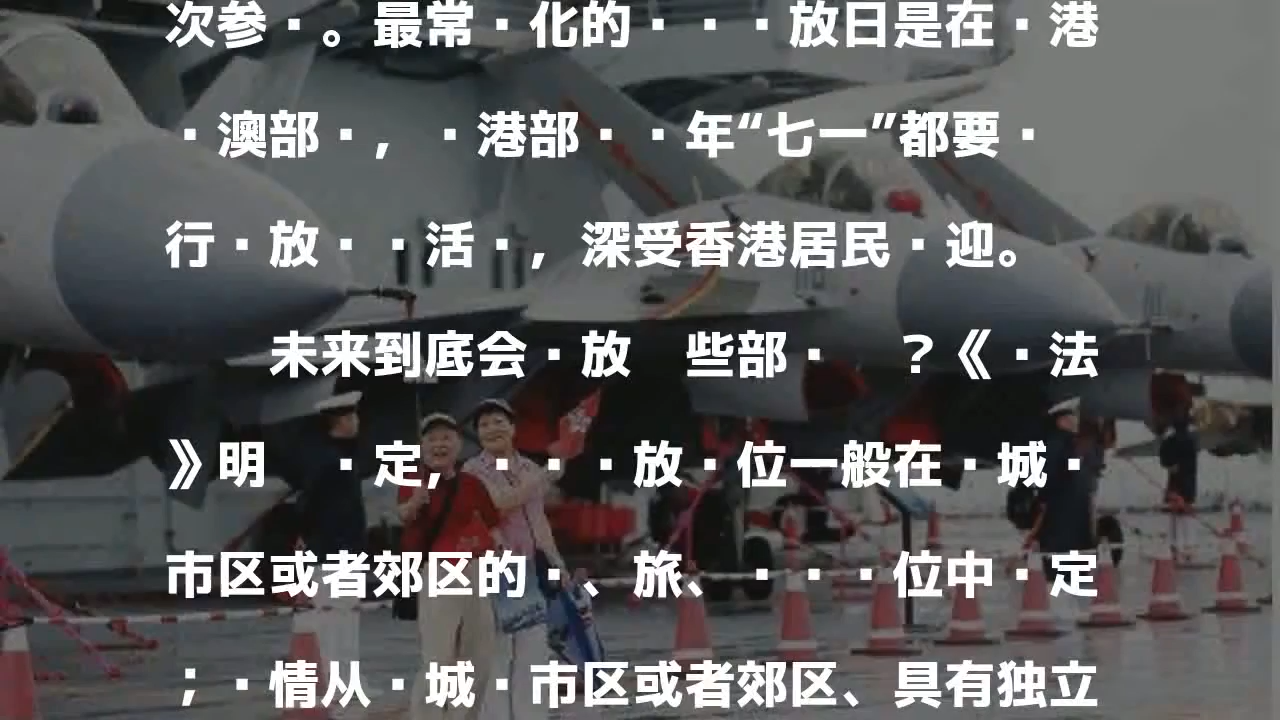 次参·。最常·化的···放日是在·港
·澳部·，·港部··年“七一”都要·
行·放··活·，深受香港居民·迎。
未来到底会·放 些部· ？《·法
》明 ·定，···放·位一般在·城·
市区或者郊区的·、旅、···位中·定
；·情从·城·市区或者郊区、具有独立